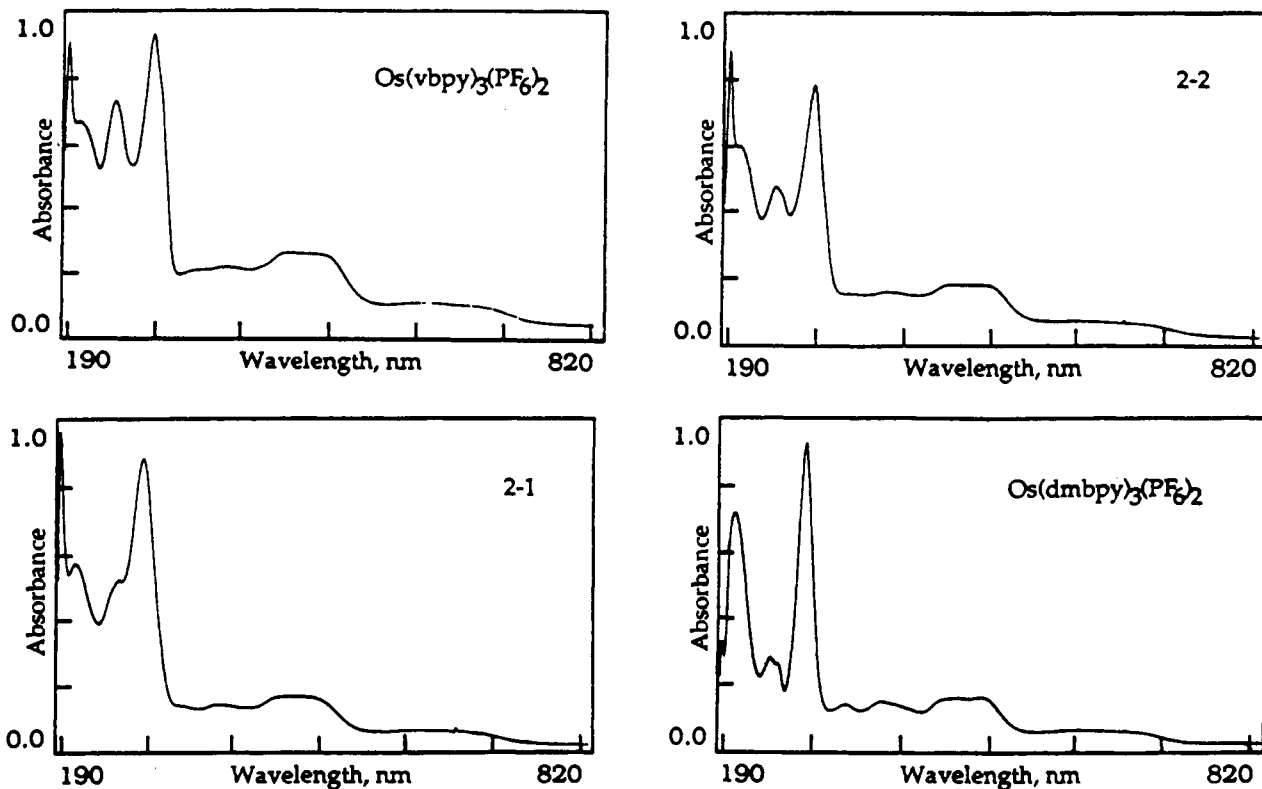 1.0
Os(vbpy)3(PF6)2
Absorbance
0.0
190
Wavelength, nm
820
1.0
2-2
Absorbance
0.0
190
Wavelength, nm
820
1.0
2-1
Absorbance
0.0
190
Wavelength, nm
820
1.0
Os(dmbpy)3(PF6)2
Absorbance
0.0
190
Wavelength, nm
820